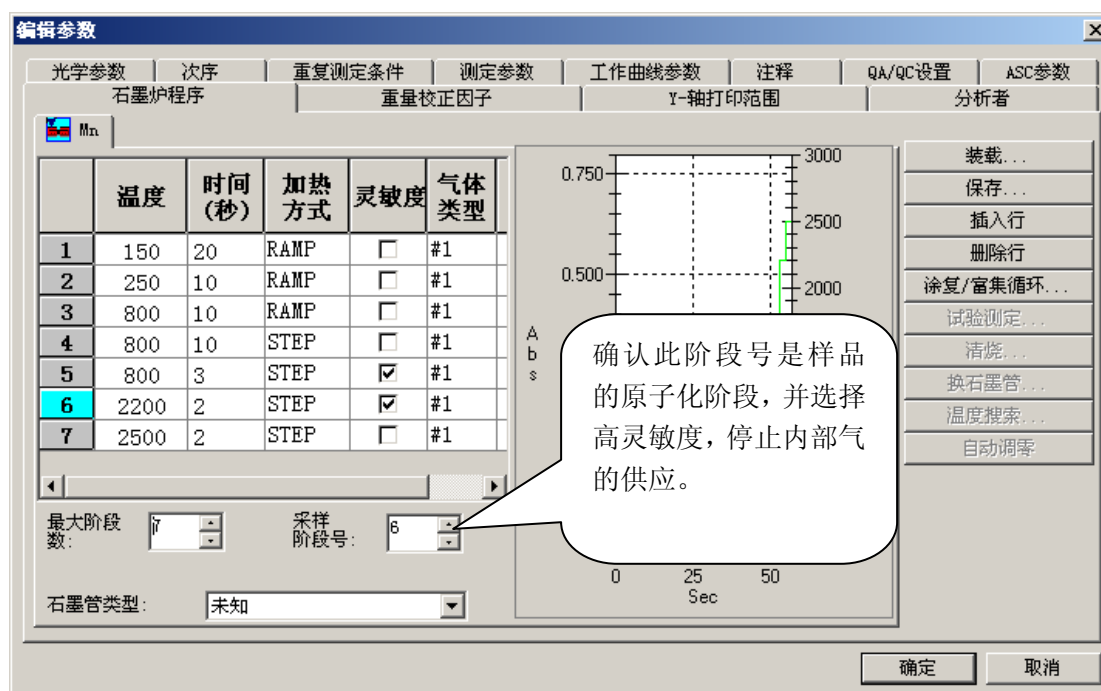 编辑参数
光学参数 次序 重复测定条件 测定参数 工作曲线参数 注释 QA/QC设置 ASC参数
石墨炉程序 重量校正因子 Y-轴打印范围 分析者
Mn
温度 时间(秒) 加热方式 灵敏度 气体类型
1 150 20 RAMP #1
2 250 10 RAMP #1
3 800 10 RAMP #1
4 800 10 STEP #1
5 800 3 STEP #1
6 2200 2 STEP #1
7 2500 2 STEP #1
最大阶段数: 7
采样阶段号: 6
石墨管类型: 未知
0.750
0.500
Abs
3000
2500
2000
0 25 50
Sec
确认此阶段号是样品
的原子化阶段，并选择
高灵敏度，停止内部气
的供应。
装载...
保存...
插入行
删除行
涂复/富集循环...
试验测定...
清烧...
换石墨管...
温度搜索...
自动调零
确定 取消